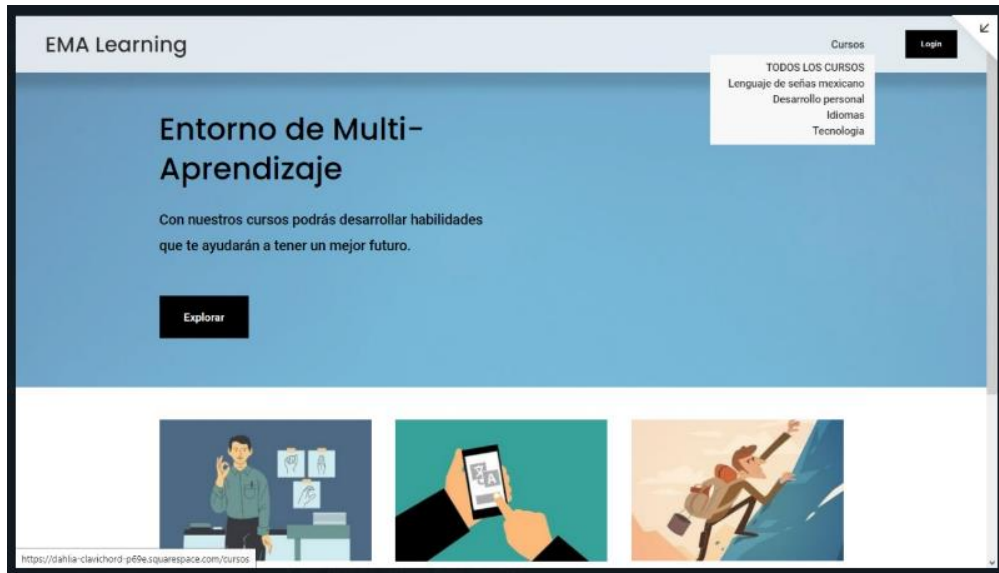 EMA Learning
Cursos
Login
TODOS LOS CURSOS
Lenguaje de señas mexicano
Desarrollo personal
Idiomas
Tecnologia
Entorno de Multi-
Aprendizaje
Con nuestros cursos podrás desarrollar habilidades
que te ayudarán a tener un mejor futuro.
Explorar
A
https://dahlia-clavichord-p69e.squarespace.com/cursos